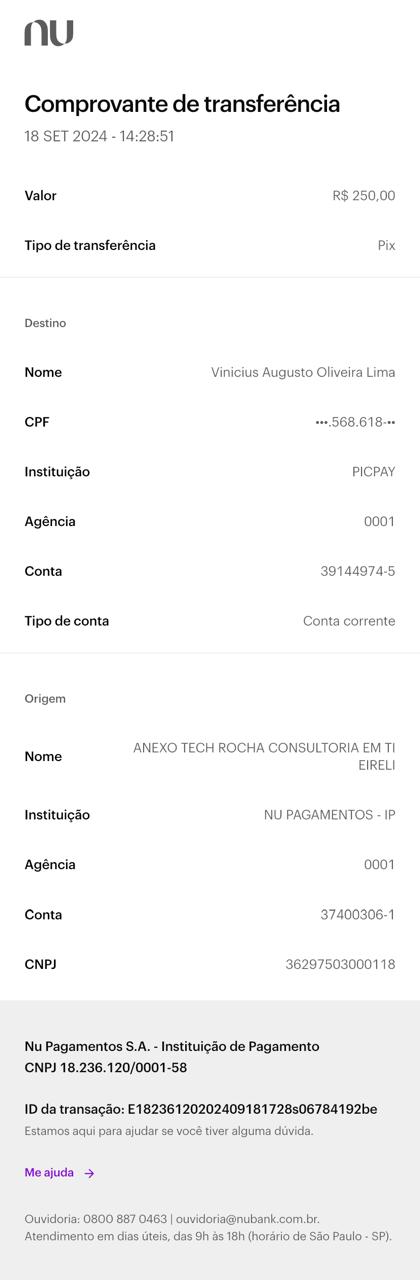 nu
Comprovante de transferência
18 SET 2024 - 14:28:51
Valor R$ 250,00
Tipo de transferência Pix
Destino
Nome Vinicius Augusto Oliveira Lima
CPF •••.568.618-••
Instituição PICPAY
Agência 0001
Conta 39144974-5
Tipo de conta Conta corrente
Origem
Nome ANEXO TECH ROCHA CONSULTORIA EM TI
EIRELI
Instituição NU PAGAMENTOS - IP
Agência 0001
Conta 37400306-1
CNPJ 36297503000118
Nu Pagamentos S.A. - Instituição de Pagamento
CNPJ 18.236.120/0001-58
ID da transação: E18236120202409181728s06784192be
Estamos aqui para ajudar se você tiver alguma dúvida.
Me ajuda →
Ouvidoria: 0800 887 0463 | ouvidoria@nubank.com.br.
Atendimento em dias úteis, das 9h às 18h (horário de São Paulo - SP).